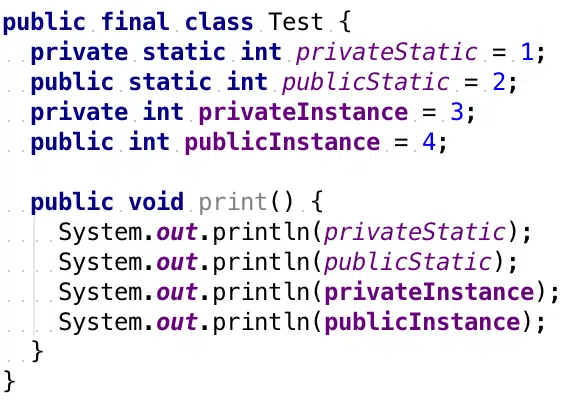 public final class Test {
  private static int privateStatic = 1;
  public static int publicStatic = 2;
  private int privateInstance = 3;
  public int publicInstance = 4;

  public void print() {
    System.out.println(privateStatic);
    System.out.println(publicStatic);
    System.out.println(privateInstance);
    System.out.println(publicInstance);
  }
}